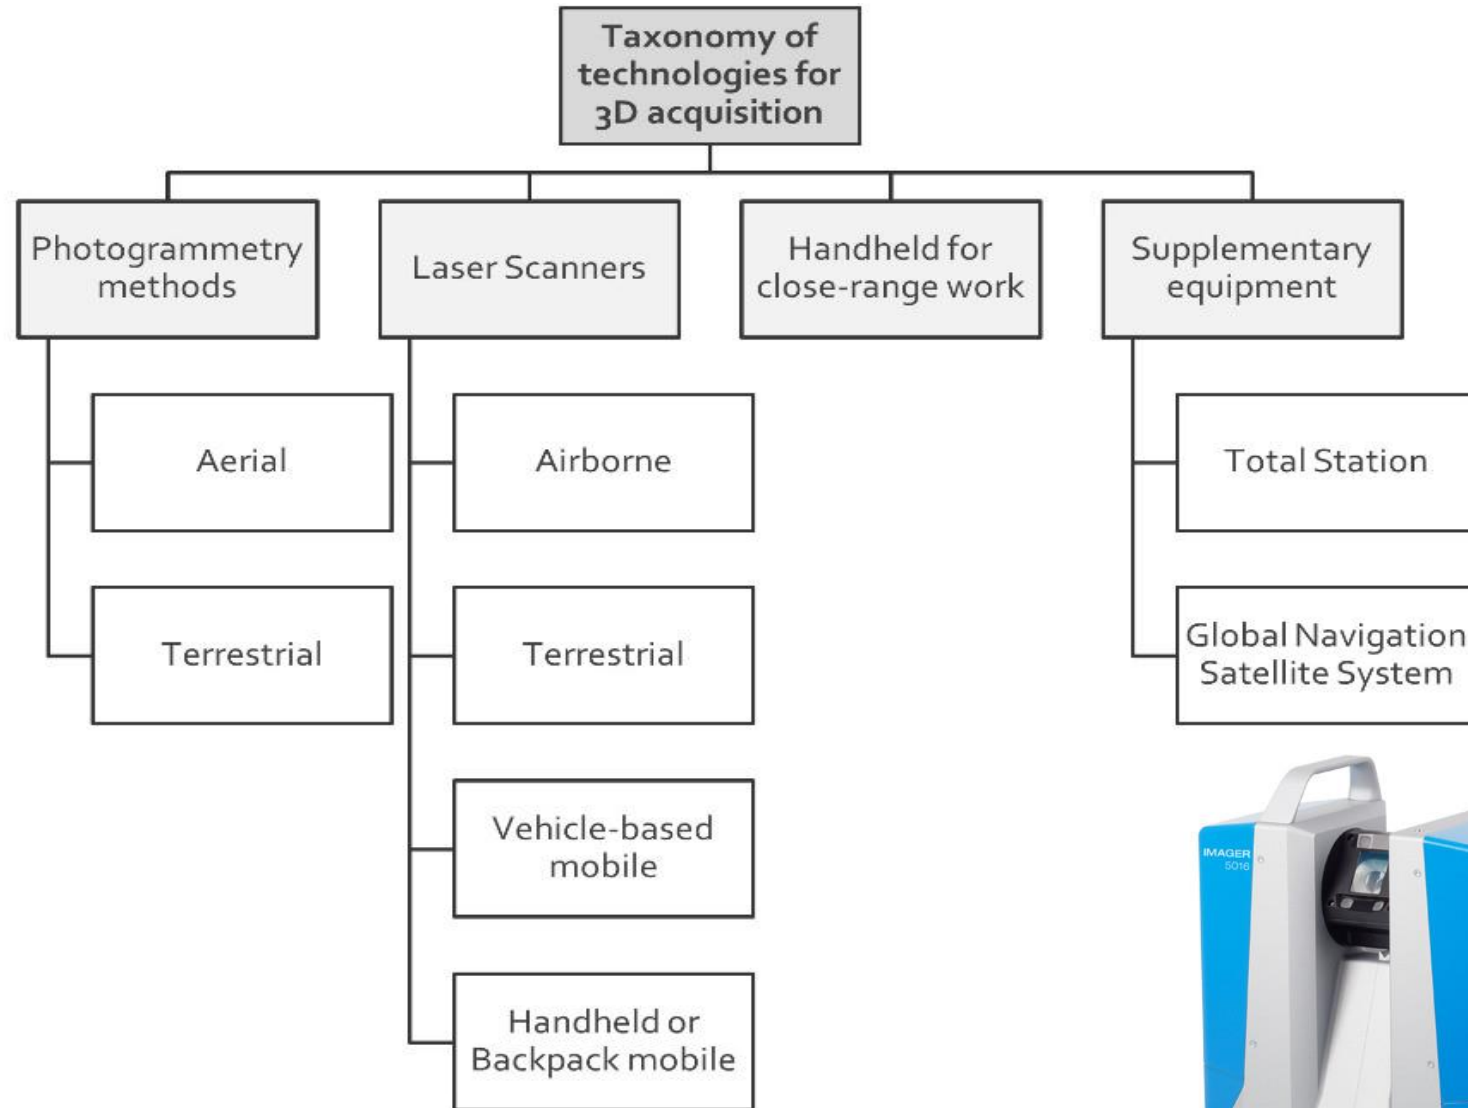 Taxonomy of
technologies for
3D acquisition
Photogrammetry
methods
Laser Scanners
Handheld for
close-range work
Supplementary
equipment
Aerial
Terrestrial
Airborne
Terrestrial
Vehicle-based
mobile
Handheld or
Backpack mobile
Total Station
Global Navigation
Satellite System
IMAGER
5016